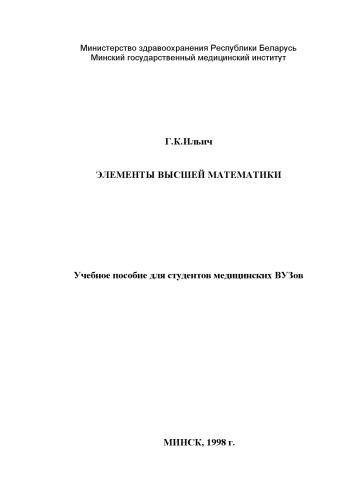 Министерство здравоохранения Республики Беларусь
Минский государственный медицинский институт
Г.К.Ильич
ЭЛЕМЕНТЫ ВЫСШЕЙ МАТЕМАТИКИ
Учебное пособие для студентов медицинских ВУЗов
МИНСК, 1998 г.